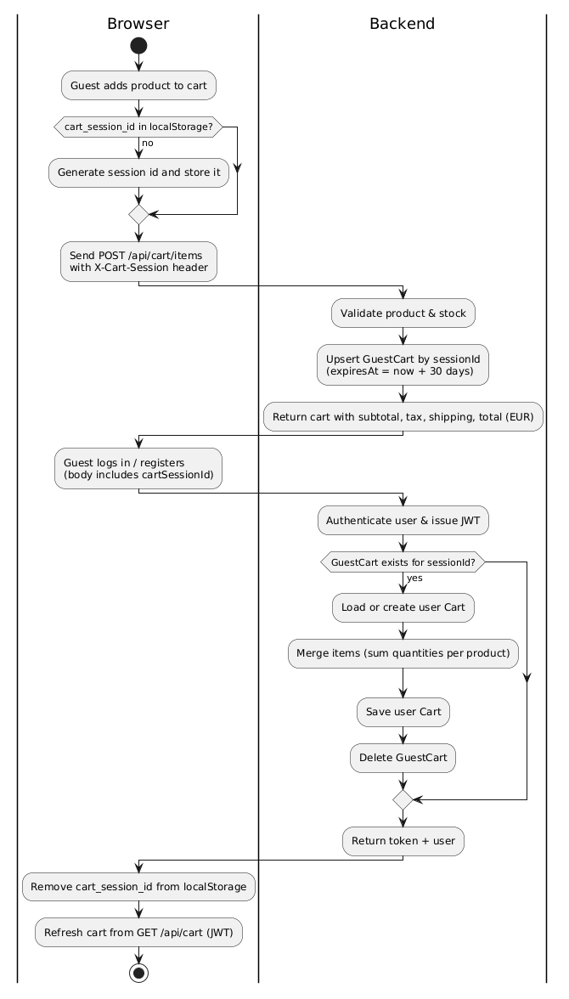 Browser
Backend
Guest adds product to cart
cart_session_id in localStorage?
no
Generate session id and store it
Send POST /api/cart/items
with X-Cart-Session header
Validate product & stock
Upsert GuestCart by sessionId
(expiresAt = now + 30 days)
Return cart with subtotal, tax, shipping, total (EUR)
Guest logs in / registers
(body includes cartSessionId)
Authenticate user & issue JWT
GuestCart exists for sessionId?
yes
Load or create user Cart
Merge items (sum quantities per product)
Save user Cart
Delete GuestCart
Return token + user
Remove cart_session_id from localStorage
Refresh cart from GET /api/cart (JWT)